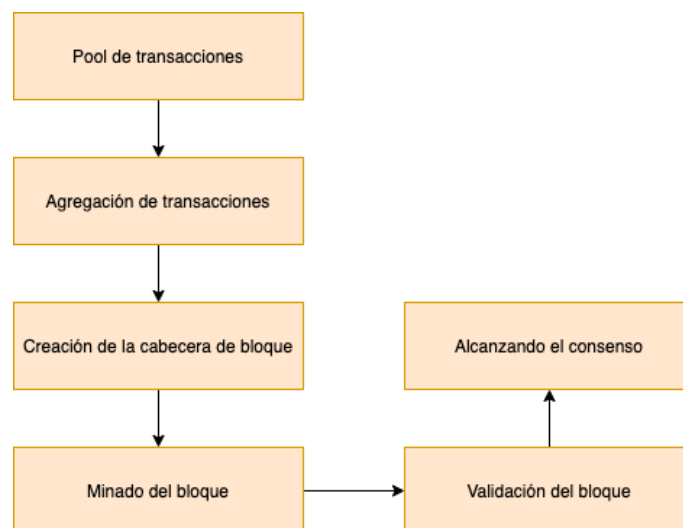 Pool de transacciones
Agregación de transacciones
Creación de la cabecera de bloque
Minado del bloque
Validación del bloque
Alcanzando el consenso